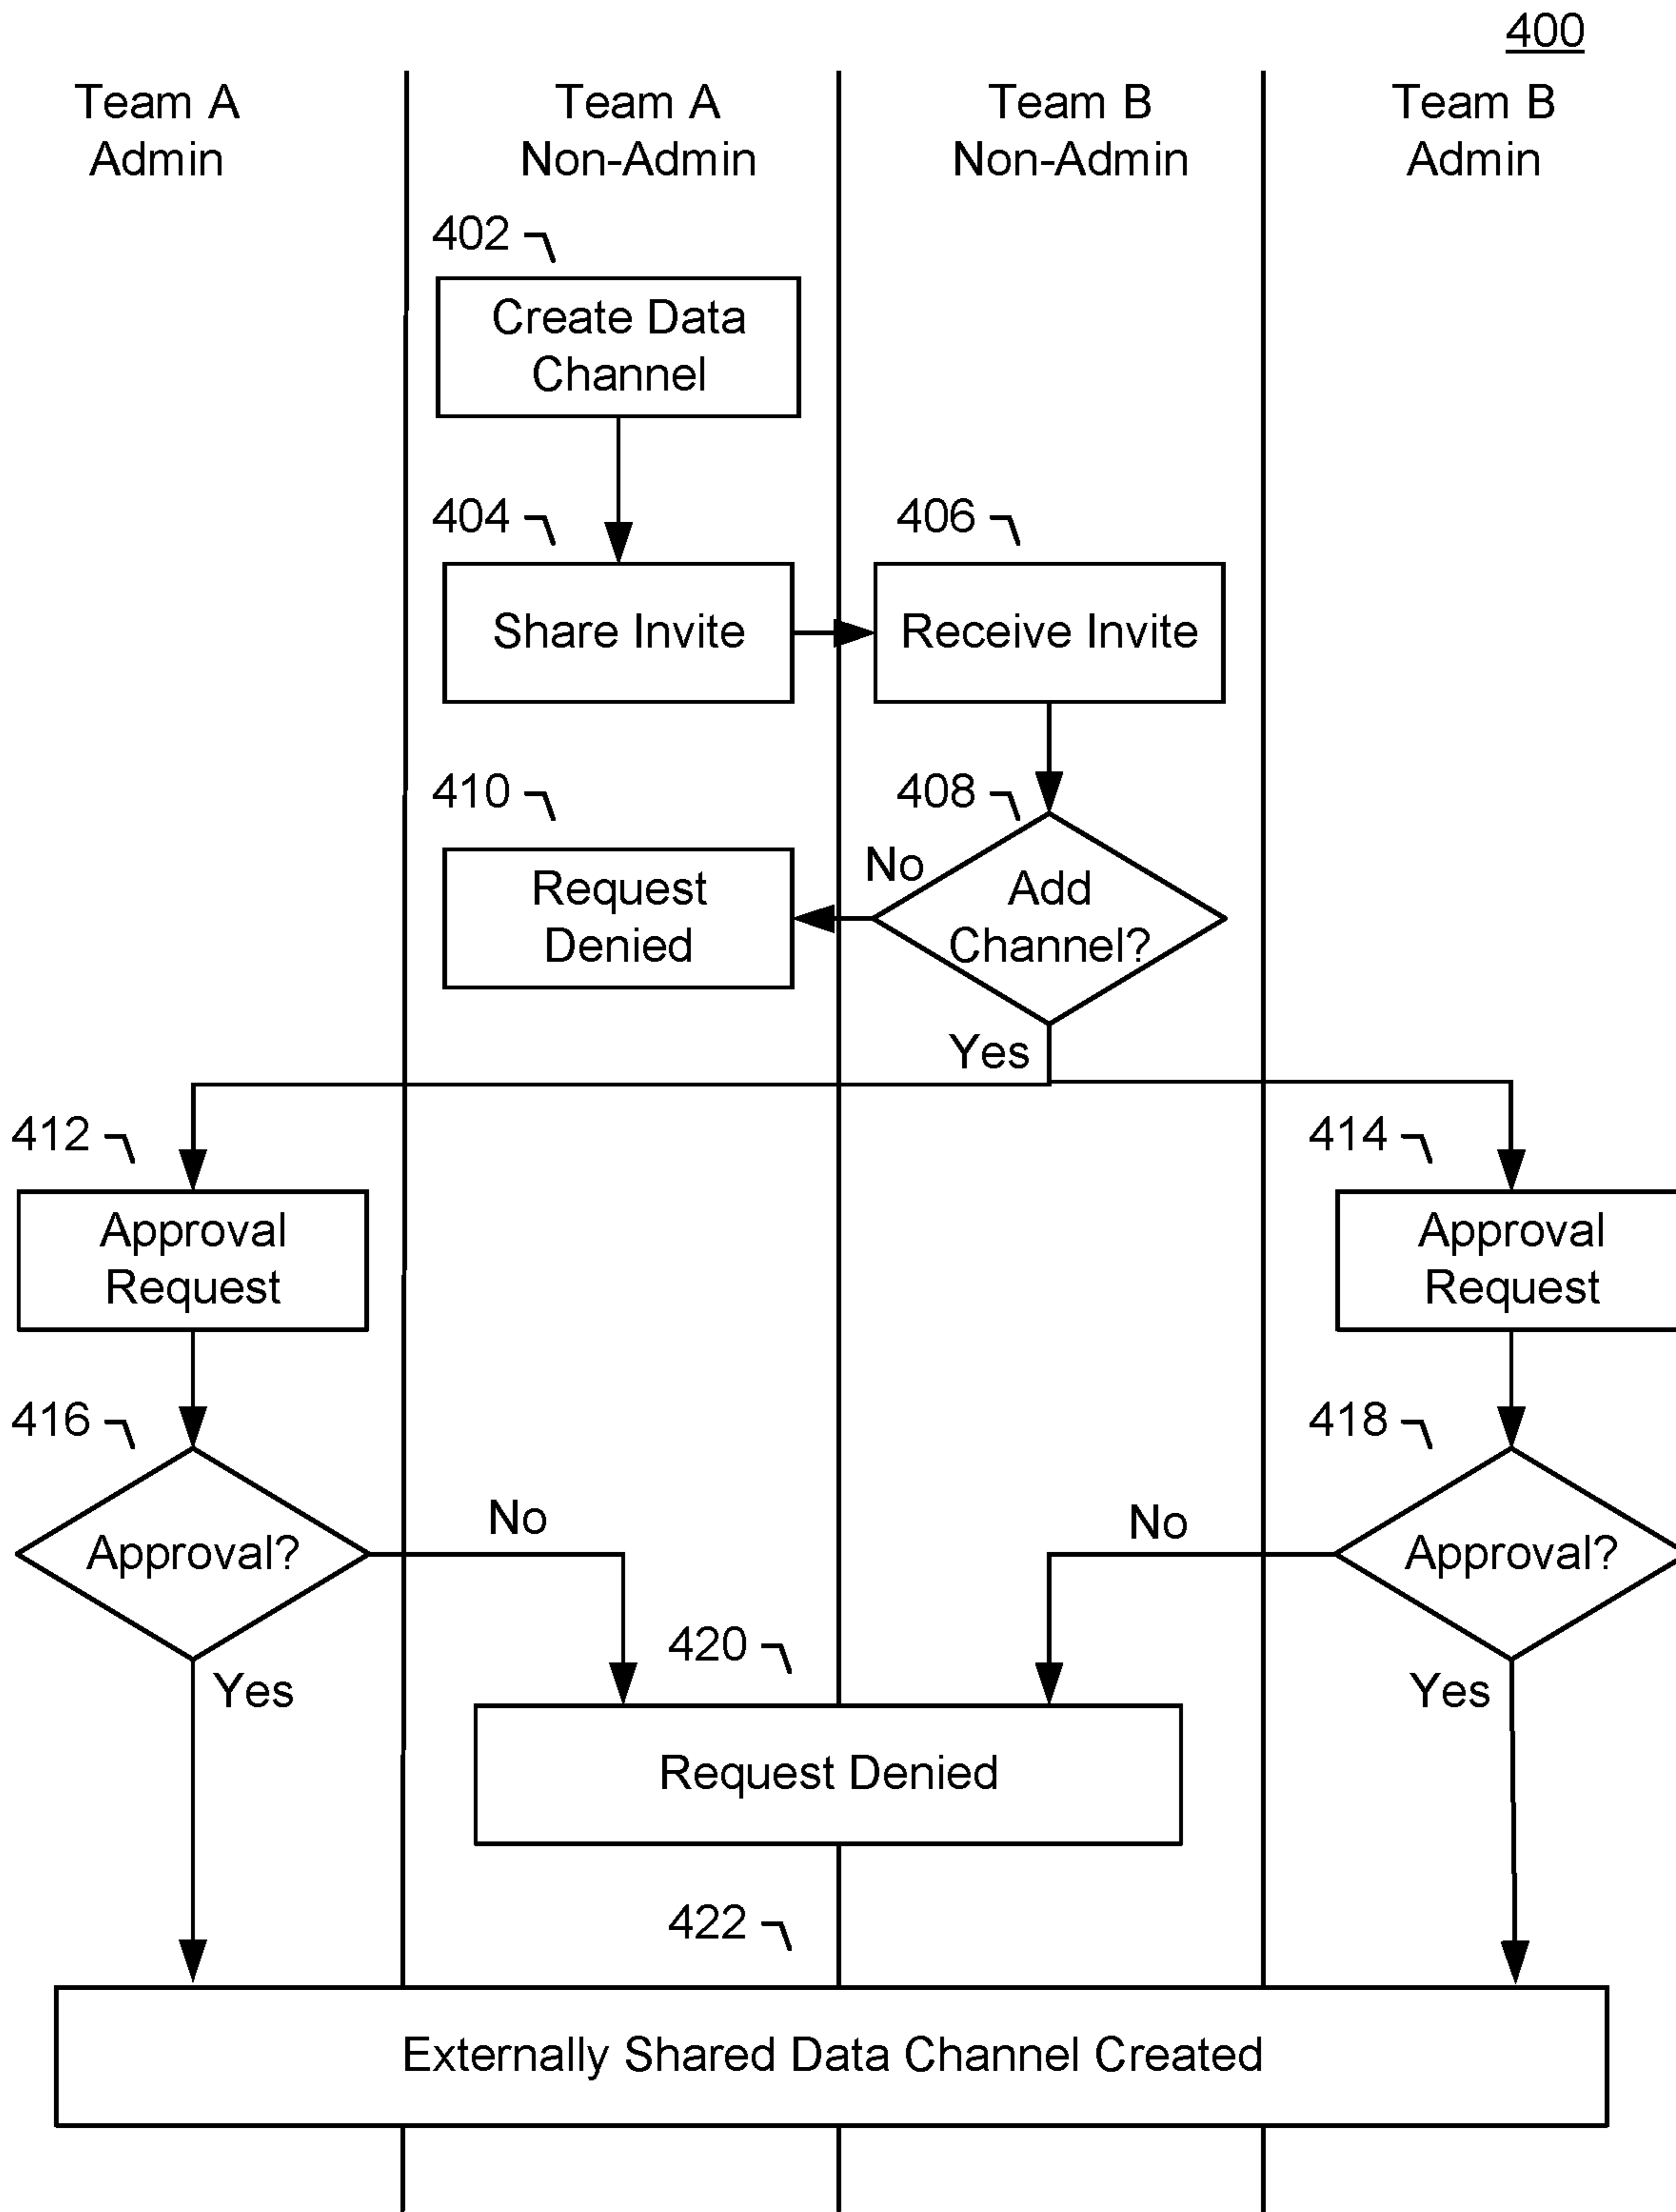 400
Team A
Admin
Team A
Non-Admin
Team B
Non-Admin
Team B
Admin
402
Create Data
Channel
404
Share Invite
406
Receive Invite
410
Request
Denied
408
No
Add
Channel?
Yes
412
Approval
Request
414
Approval
Request
416
Approval?
No
Yes
418
Approval?
No
Yes
420
Request Denied
422
Externally Shared Data Channel Created